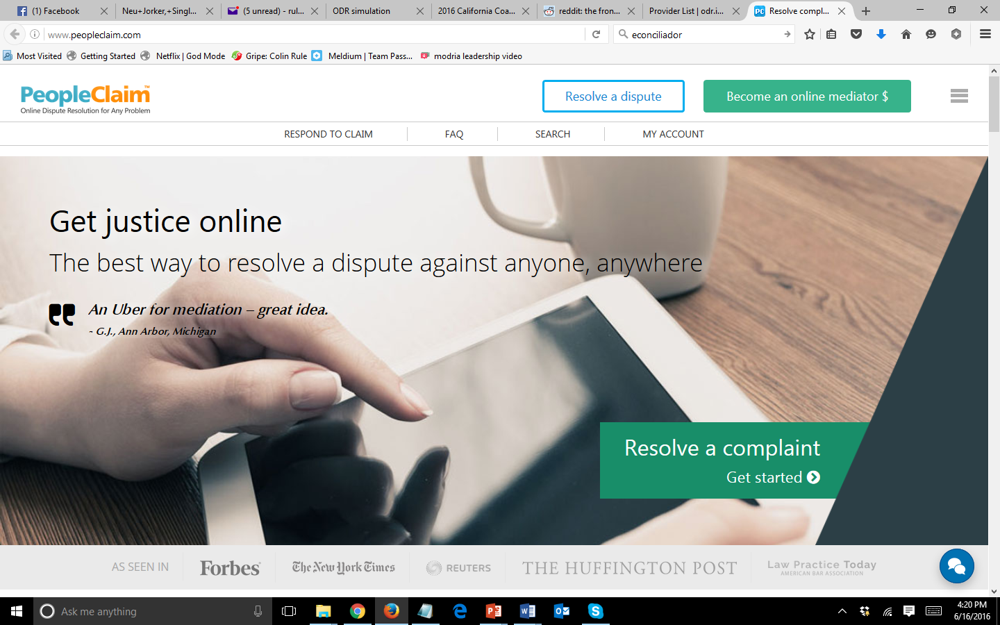 (1) Facebook
Neu+Jorker,+Singl...
(5 unread) - rul...
ODR simulation
2016 California Coa...
reddit: the fron...
Provider List | odr.i...
PC Resolve compl...
www.peopleclaim.com
econciliador
Most Visited
Getting Started
Netflix | God Mode
Gripe: Colin Rule
Meldium | Team Pass...
modria leadership video
PeopleClaim™
Online Dispute Resolution for Any Problem
Resolve a dispute
Become an online mediator $
RESPOND TO CLAIM
FAQ
SEARCH
MY ACCOUNT
Get justice online
The best way to resolve a dispute against anyone, anywhere
An Uber for mediation – great idea.
- G.J., Ann Arbor, Michigan
Resolve a complaint
Get started
AS SEEN IN
Forbes
The New York Times
REUTERS
THE HUFFINGTON POST
Law Practice Today
AMERICAN BAR ASSOCIATION
Ask me anything
4:20 PM
6/16/2016